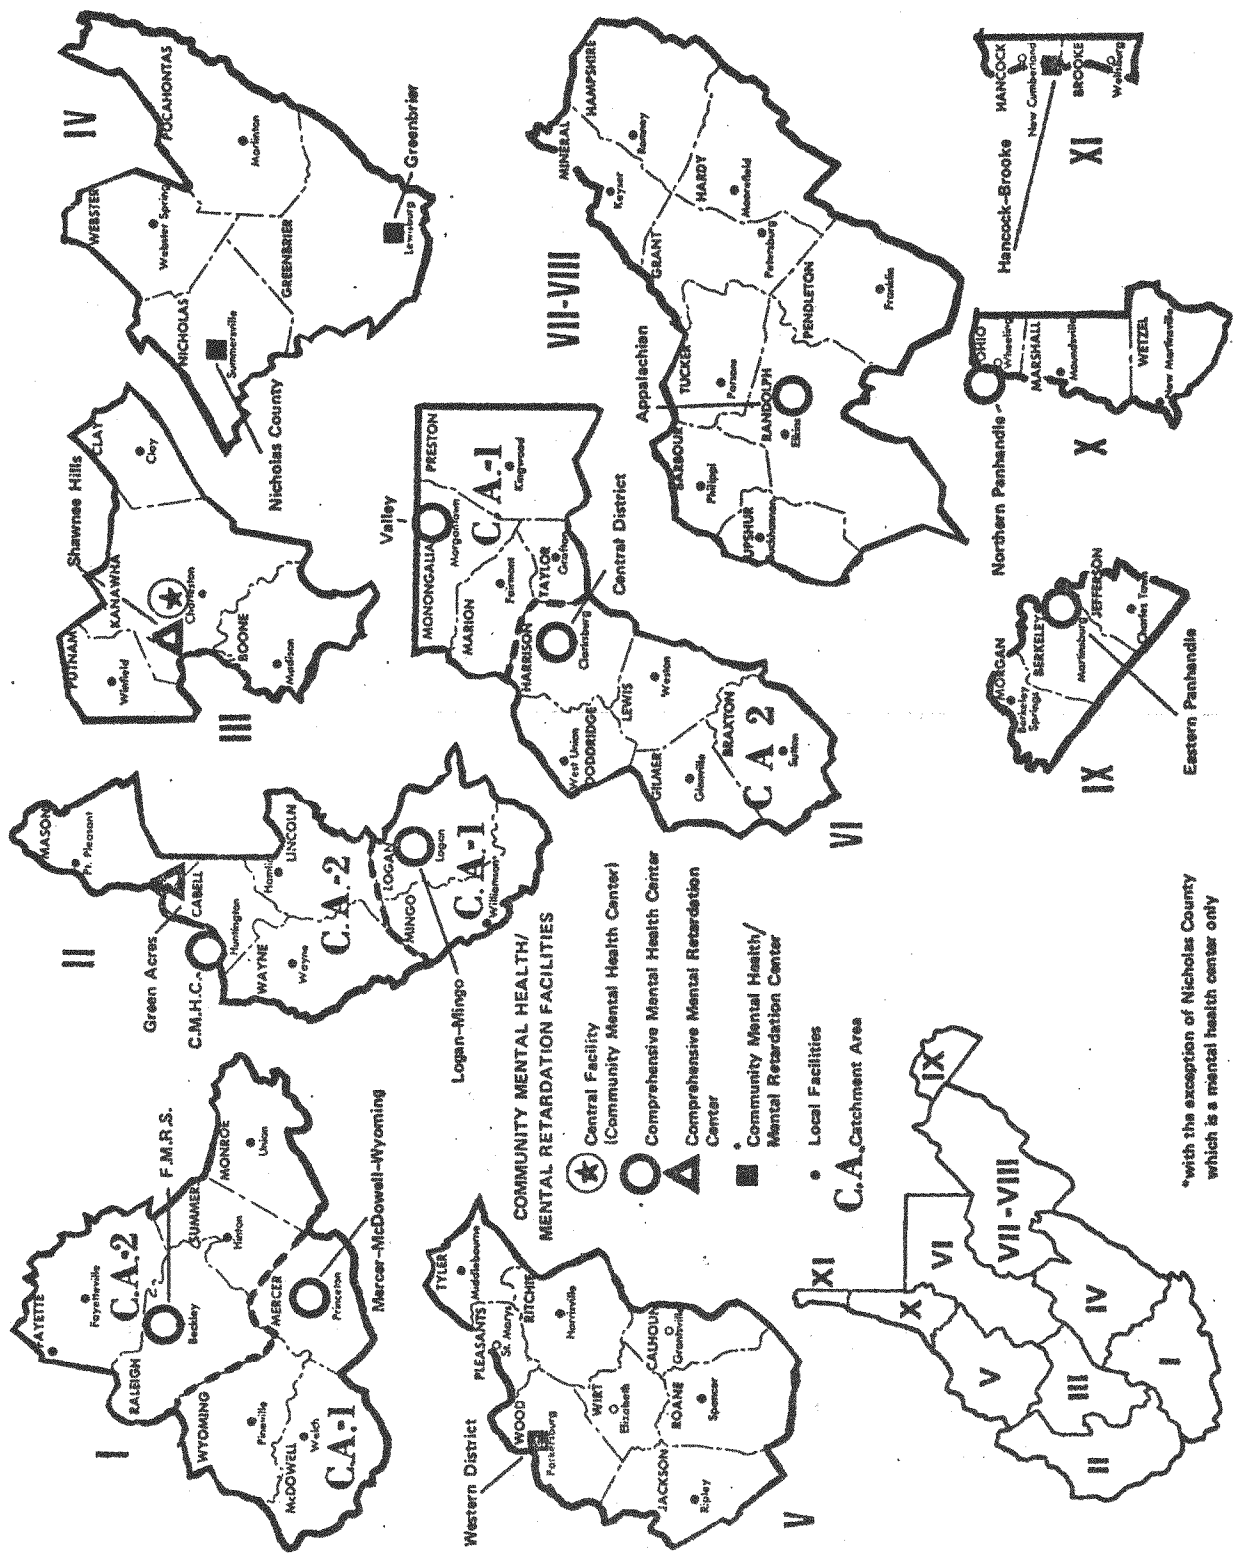 I
FAYETTE
Fayetteville
C.A.-2
F.M.R.S.
RALEIGH
Beckley
SUMMERS
Hinton
MONROE
Union
WYOMING
Pineville
MERCER
Princeton
McDOWELL
Welch
C.A.-1
Mercer-McDowell-Wyoming
II
MASON
Pt. Pleasant
Green Acres
C.M.H.C.
CABELL
Huntington
WAYNE
Wayne
Hamlin
LINCOLN
C.A.-2
LOGAN
Logan
MINGO
C.A.-1
Williamson
Logan-Mingo
III
PUTNAM
Winfield
Shawnee Hills
KANAWHA
Charleston
CLAY
Clay
BOONE
Madison
IV
WEBSTER
Webster Spring
POCAHONTAS
Marlinton
NICHOLAS
Summersville
GREENBRIER
Lewisburg
Greenbrier
Nicholas County
V
TYLER
Middlebourne
PLEASANTS
St. Marys
RITCHIE
Harrisville
Western District
WOOD
Parkersburg
WIRT
Elizabeth
CALHOUN
Grantsville
ROANE
Spencer
JACKSON
Ripley
COMMUNITY MENTAL HEALTH/
MENTAL RETARDATION FACILITIES
Central Facility
(Community Mental Health Center)
Comprehensive Mental Health Center
Comprehensive Mental Retardation
Center
* Community Mental Health/
Mental Retardation Center
Local Facilities
C.A. Catchment Area
VI
Valley
MONONGALIA
Morgantown
PRESTON
Kingwood
C.A.-1
MARION
Fairmont
TAYLOR
Grafton
HARRISON
Clarksburg
Central District
West Union
DODDRIDGE
LEWIS
Weston
GILMER
Glenville
BRAXTON
Sutton
C A 2
VII-VIII
MINERAL
Keyser
HAMPSHIRE
Romney
GRANT
Petersburg
HARDY
Moorefield
Appalachian
TUCKER
Parsons
PENDLETON
Franklin
BARBOUR
Philippi
RANDOLPH
Elkins
UPSHUR
Buckhannon
XI
IX
VI
VII-VIII
X
V
IV
III
II
I
IX
MORGAN
Berkeley
Springs
BERKELEY
Martinsburg
JEFFERSON
Charles Town
Eastern Panhandle
X
Northern Panhandle
OHIO
Wheeling
MARSHALL
Moundsville
WETZEL
New Martinsville
XI
HANCOCK
New Cumberland
BROOKE
Wellsburg
Hancock-Brooke
*with the exception of Nicholas County
which is a mental health center only